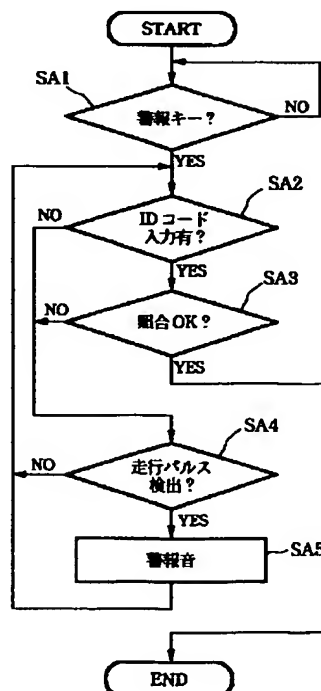 START
SA1
警報キー?
NO
YES
SA2
NO
IDコード
入力有?
YES
SA3
NO
照合OK?
YES
SA4
NO
走行パルス
検出?
YES
警報音
SA5
END